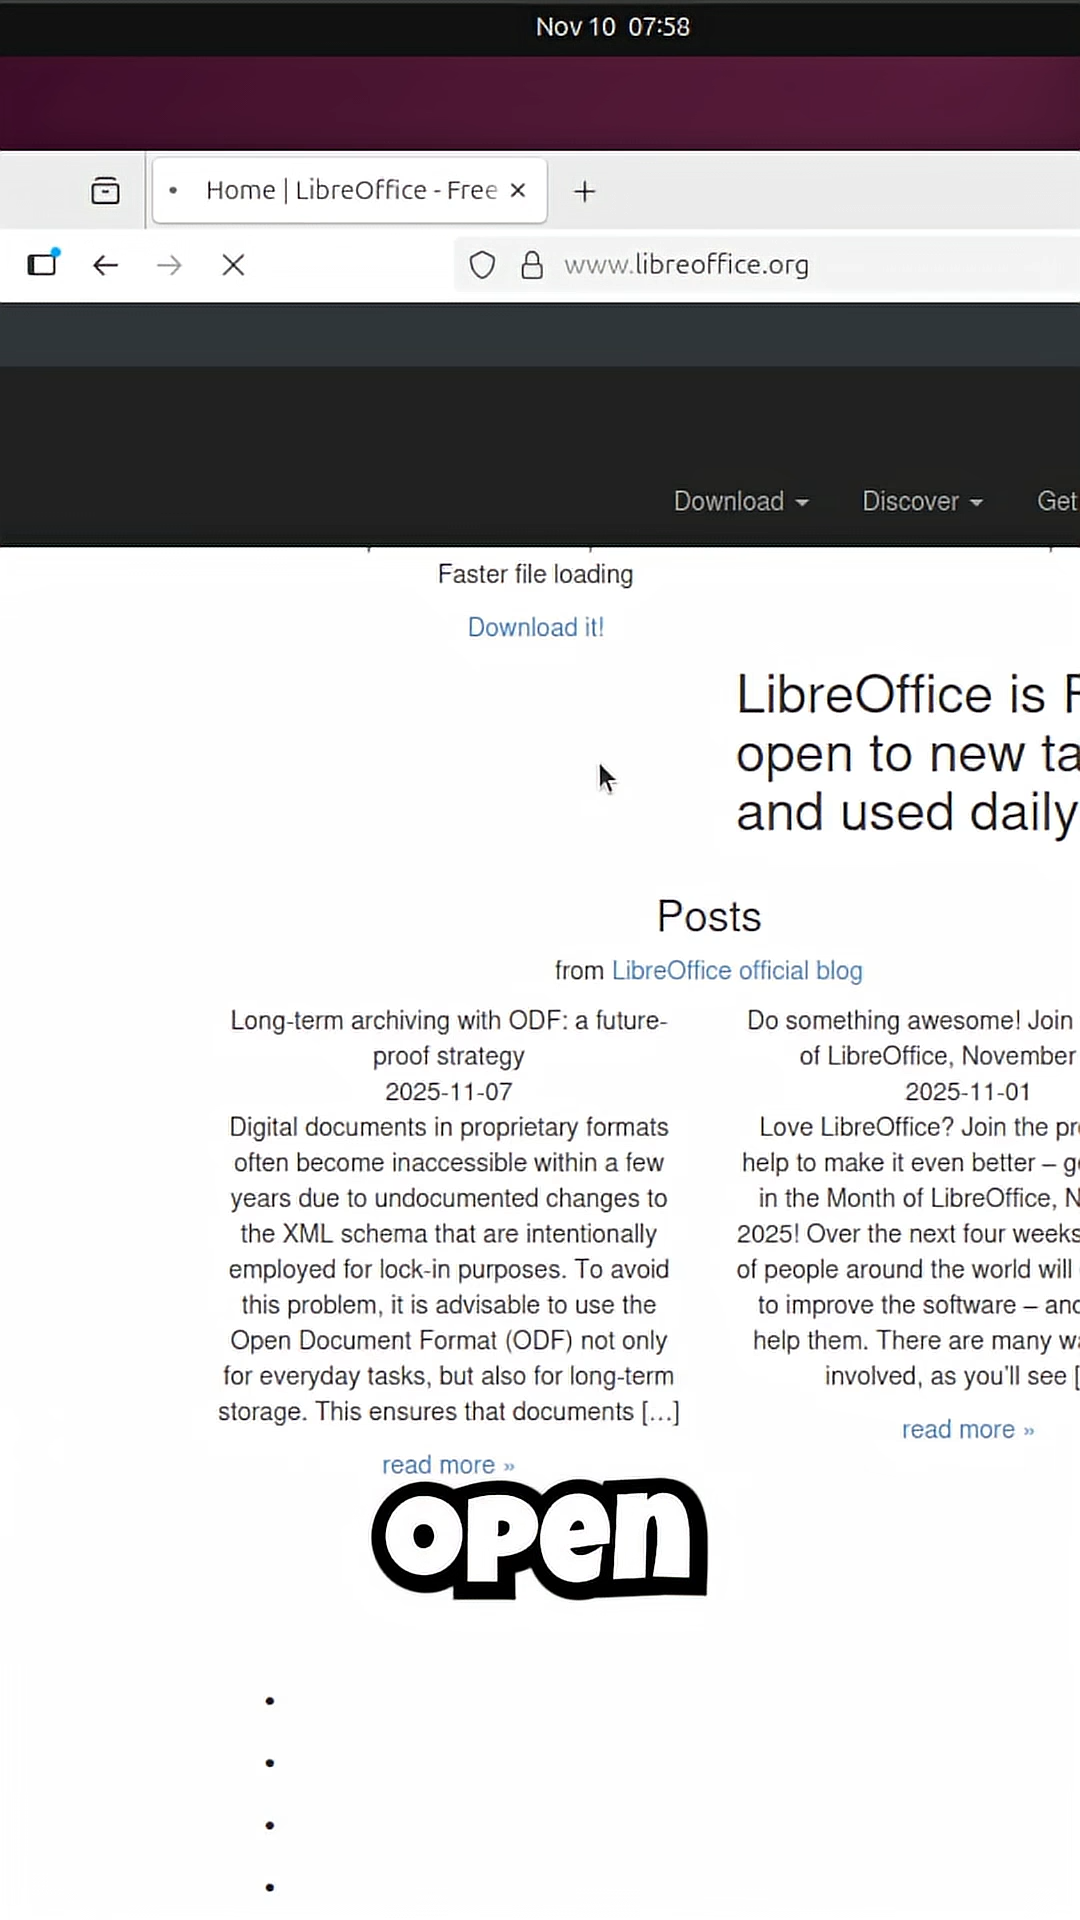 Nov 10 07:58
Home | LibreOffice - Free
www.libreoffice.org
Download
Discover
Get
Faster file loading
Download it!
LibreOffice is
open to new
and used daily
Posts
from LibreOffice official blog
Long-term archiving with ODF: a future-
proof strategy
2025-11-07
Digital documents in proprietary formats
often become inaccessible within a few
years due to undocumented changes to
the XML schema that are intentionally
employed for lock-in purposes. To avoid
this problem, it is advisable to use the
Open Document Format (ODF) not only
for everyday tasks, but also for long-term
storage. This ensures that documents [...]
read more »
Do something awesome! Join
of LibreOffice, November
2025-11-01
Love LibreOffice? Join the
help to make it even better –
in the Month of LibreOffice,
2025! Over the next four weeks
of people around the world will
to improve the software – and
help them. There are many
involved, as you'll see [
read more »
open